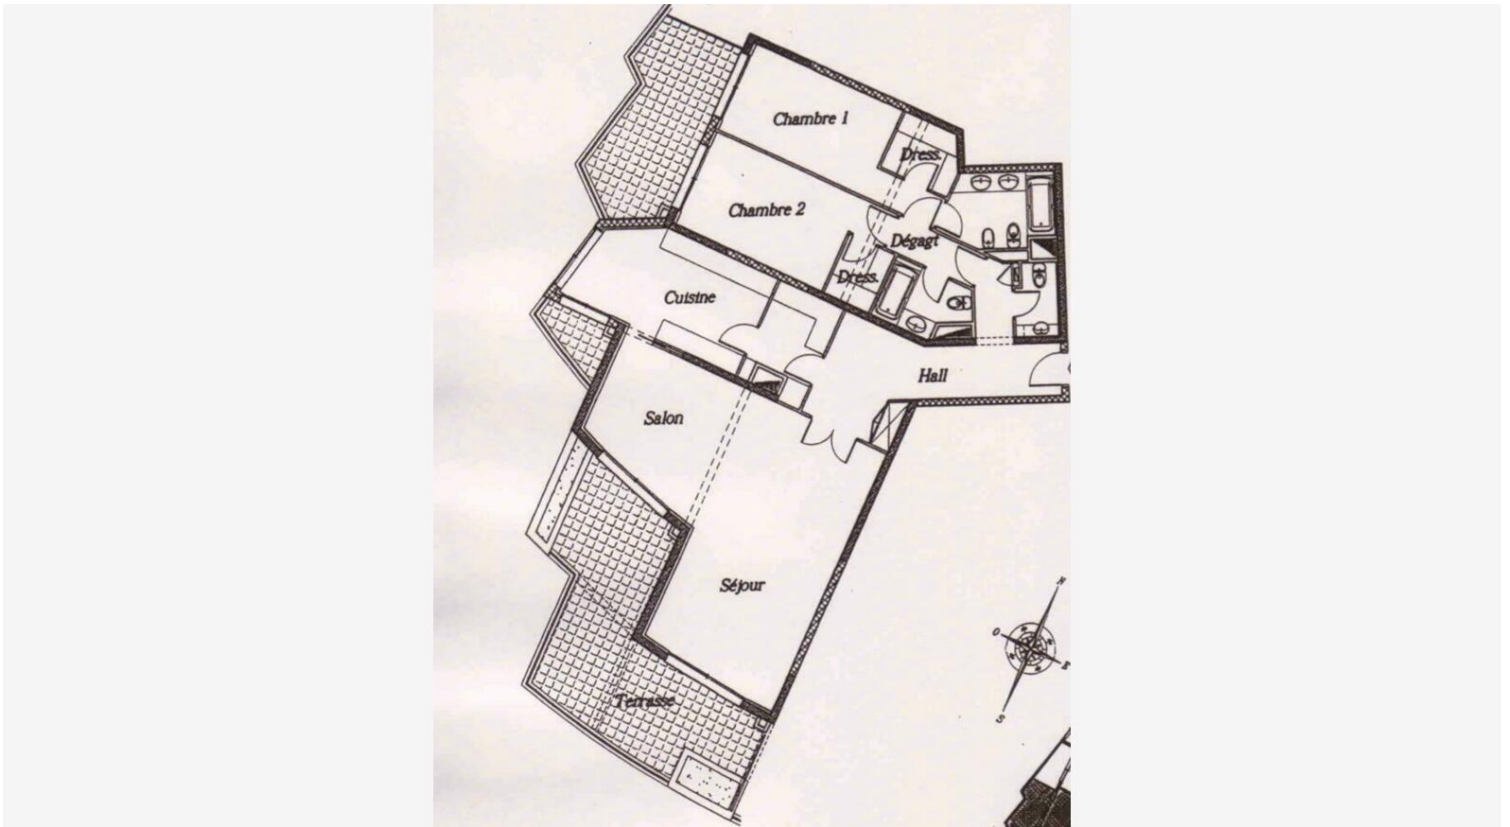 Chambre 1
Dress.
Chambre 2
Dégagt
Dress.
Cuisine
Hall
Salon
Séjour
N
O
E
S
Terrasse